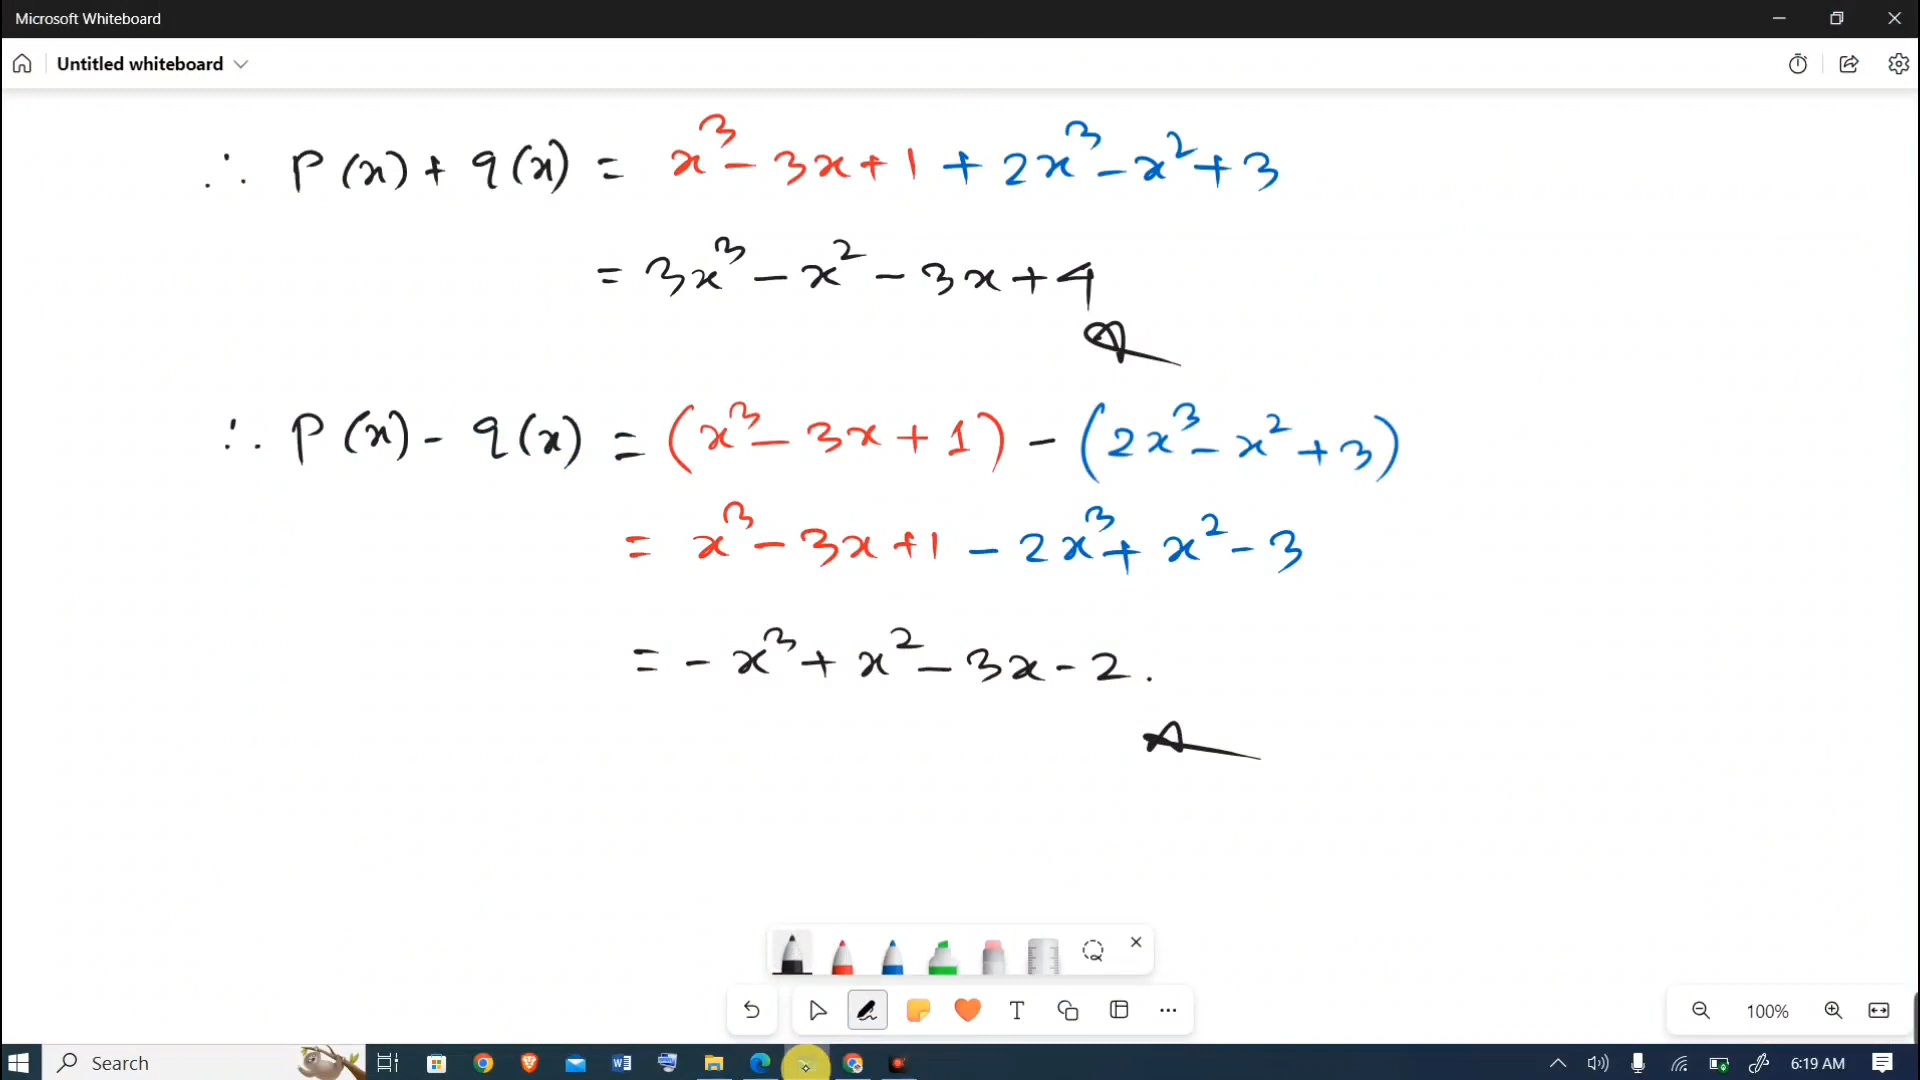 Microsoft Whiteboard
Untitled whiteboard
∴ P(x) + q(x) = x³ - 3x + 1 + 2x³ - x² + 3
= 3x³ - x² - 3x + 4
∴ P(x) - q(x) = (x³ - 3x + 1) - (2x³ - x² + 3)
= x³ - 3x + 1 - 2x³ + x² - 3
= - x³ + x² - 3x - 2.
100%
Search
6:19 AM